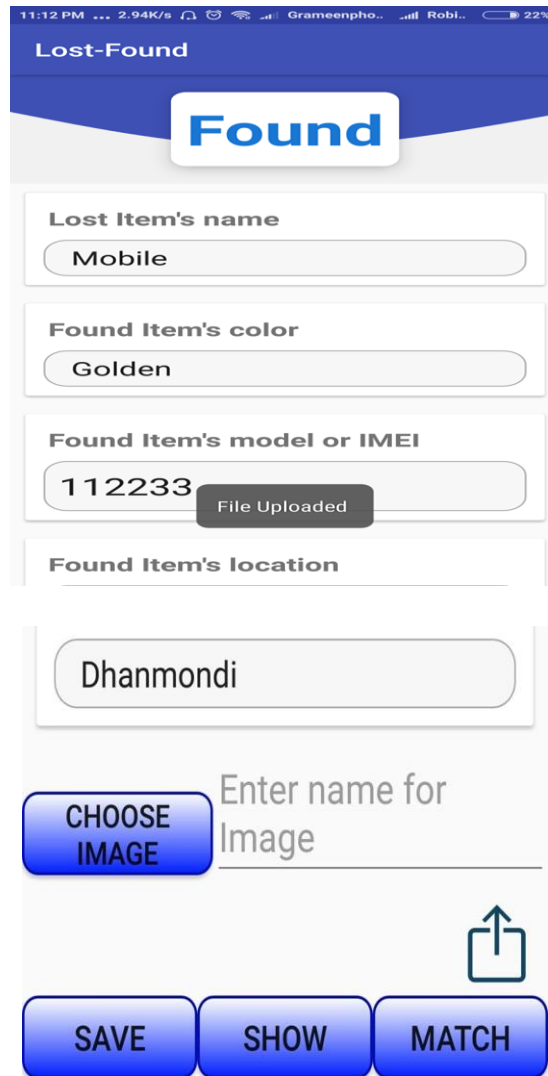 11:12 PM ... 2.94K/s Grameenpho.. Robi.. 22%
Lost-Found
Found
Lost Item's name
Mobile
Found Item's color
Golden
Found Item's model or IMEI
112233
File Uploaded
Found Item's location
Dhanmondi
CHOOSE IMAGE
Enter name for
Image
SAVE SHOW MATCH